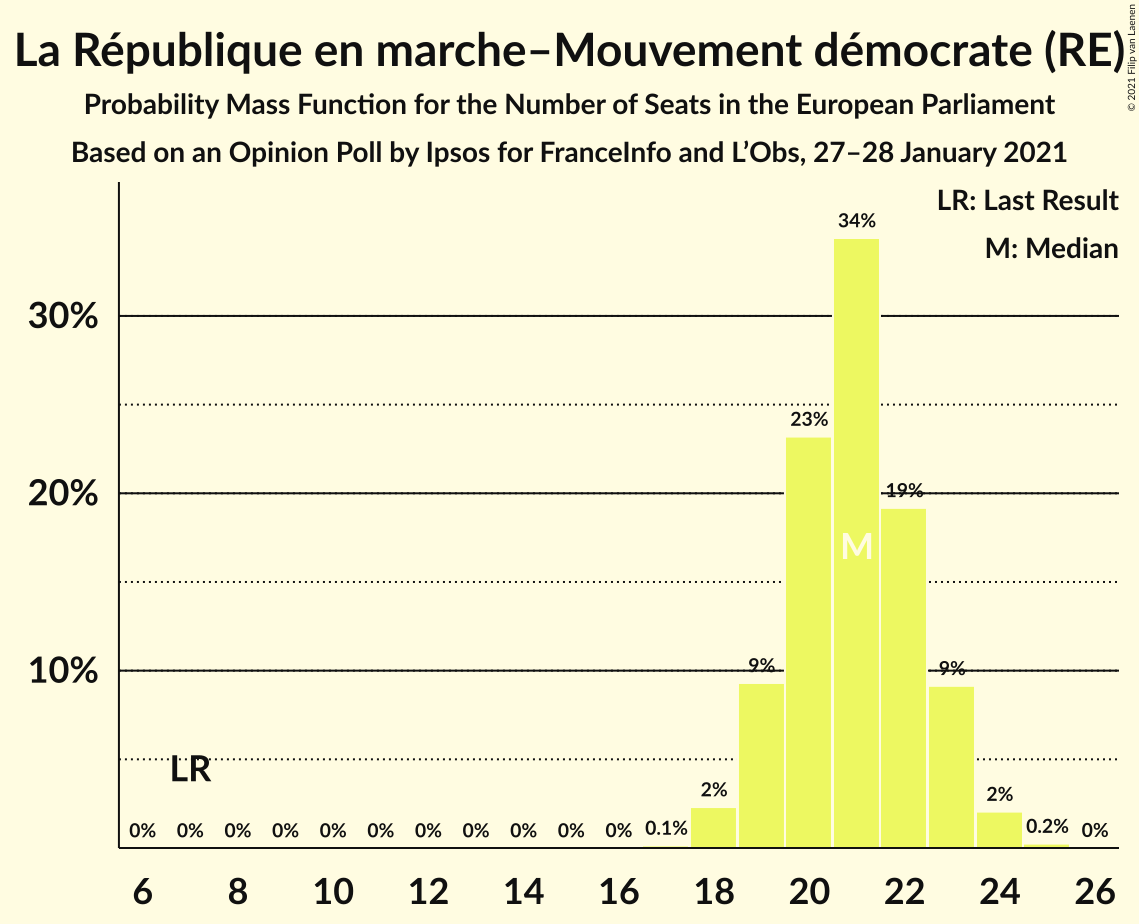 La République en marche–Mouvement démocrate (RE)
© 2021 Filip van Laenen
Probability Mass Function for the Number of Seats in the European Parliament
Based on an Opinion Poll by Ipsos for FranceInfo and L’Obs, 27–28 January 2021
LR: Last Result
M: Median
30%
20%
10%
34%
23%
19%
M
9%
9%
LR
2%
2%
0% 0% 0% 0% 0% 0% 0% 0% 0% 0% 0% 0.1% 0.2% 0%
6 8 10 12 14 16 18 20 22 24 26